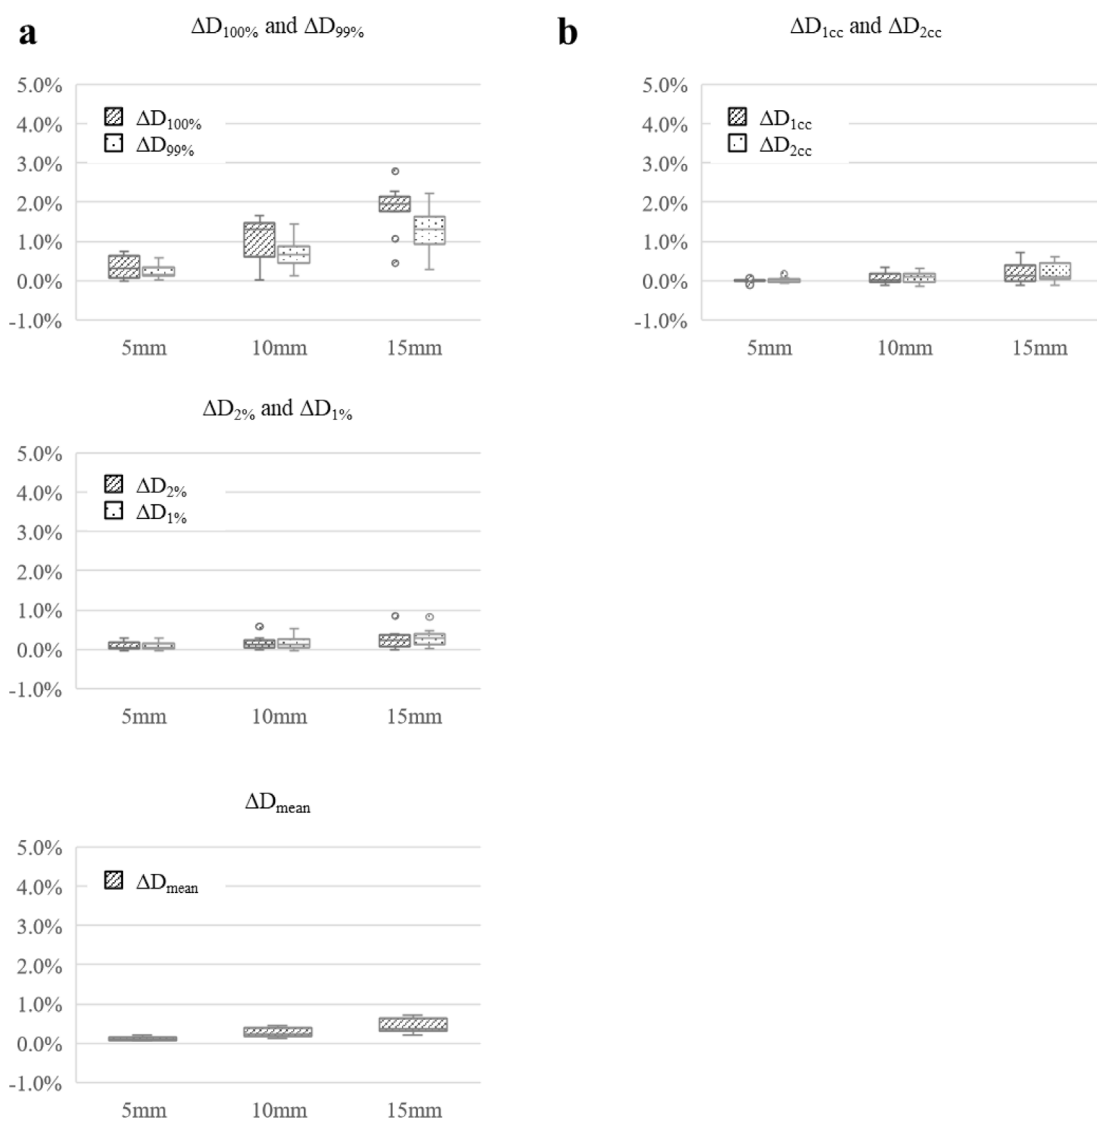 a
ΔD100% and ΔD99%
5.0%
4.0%
3.0%
2.0%
1.0%
0.0%
-1.0%
ΔD100%
ΔD99%
5mm 10mm 15mm
b
ΔD1cc and ΔD2cc
5.0%
4.0%
3.0%
2.0%
1.0%
0.0%
-1.0%
ΔD1cc
ΔD2cc
5mm 10mm 15mm
ΔD2% and ΔD1%
5.0%
4.0%
3.0%
2.0%
1.0%
0.0%
-1.0%
ΔD2%
ΔD1%
5mm 10mm 15mm
ΔDmean
5.0%
4.0%
3.0%
2.0%
1.0%
0.0%
-1.0%
ΔDmean
5mm 10mm 15mm